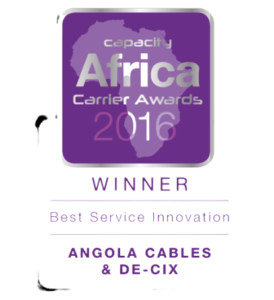 capacity
Africa
Carrier Awards
2016
WINNER
Best Service Innovation
ANGOLA CABLES
& DE-CIX